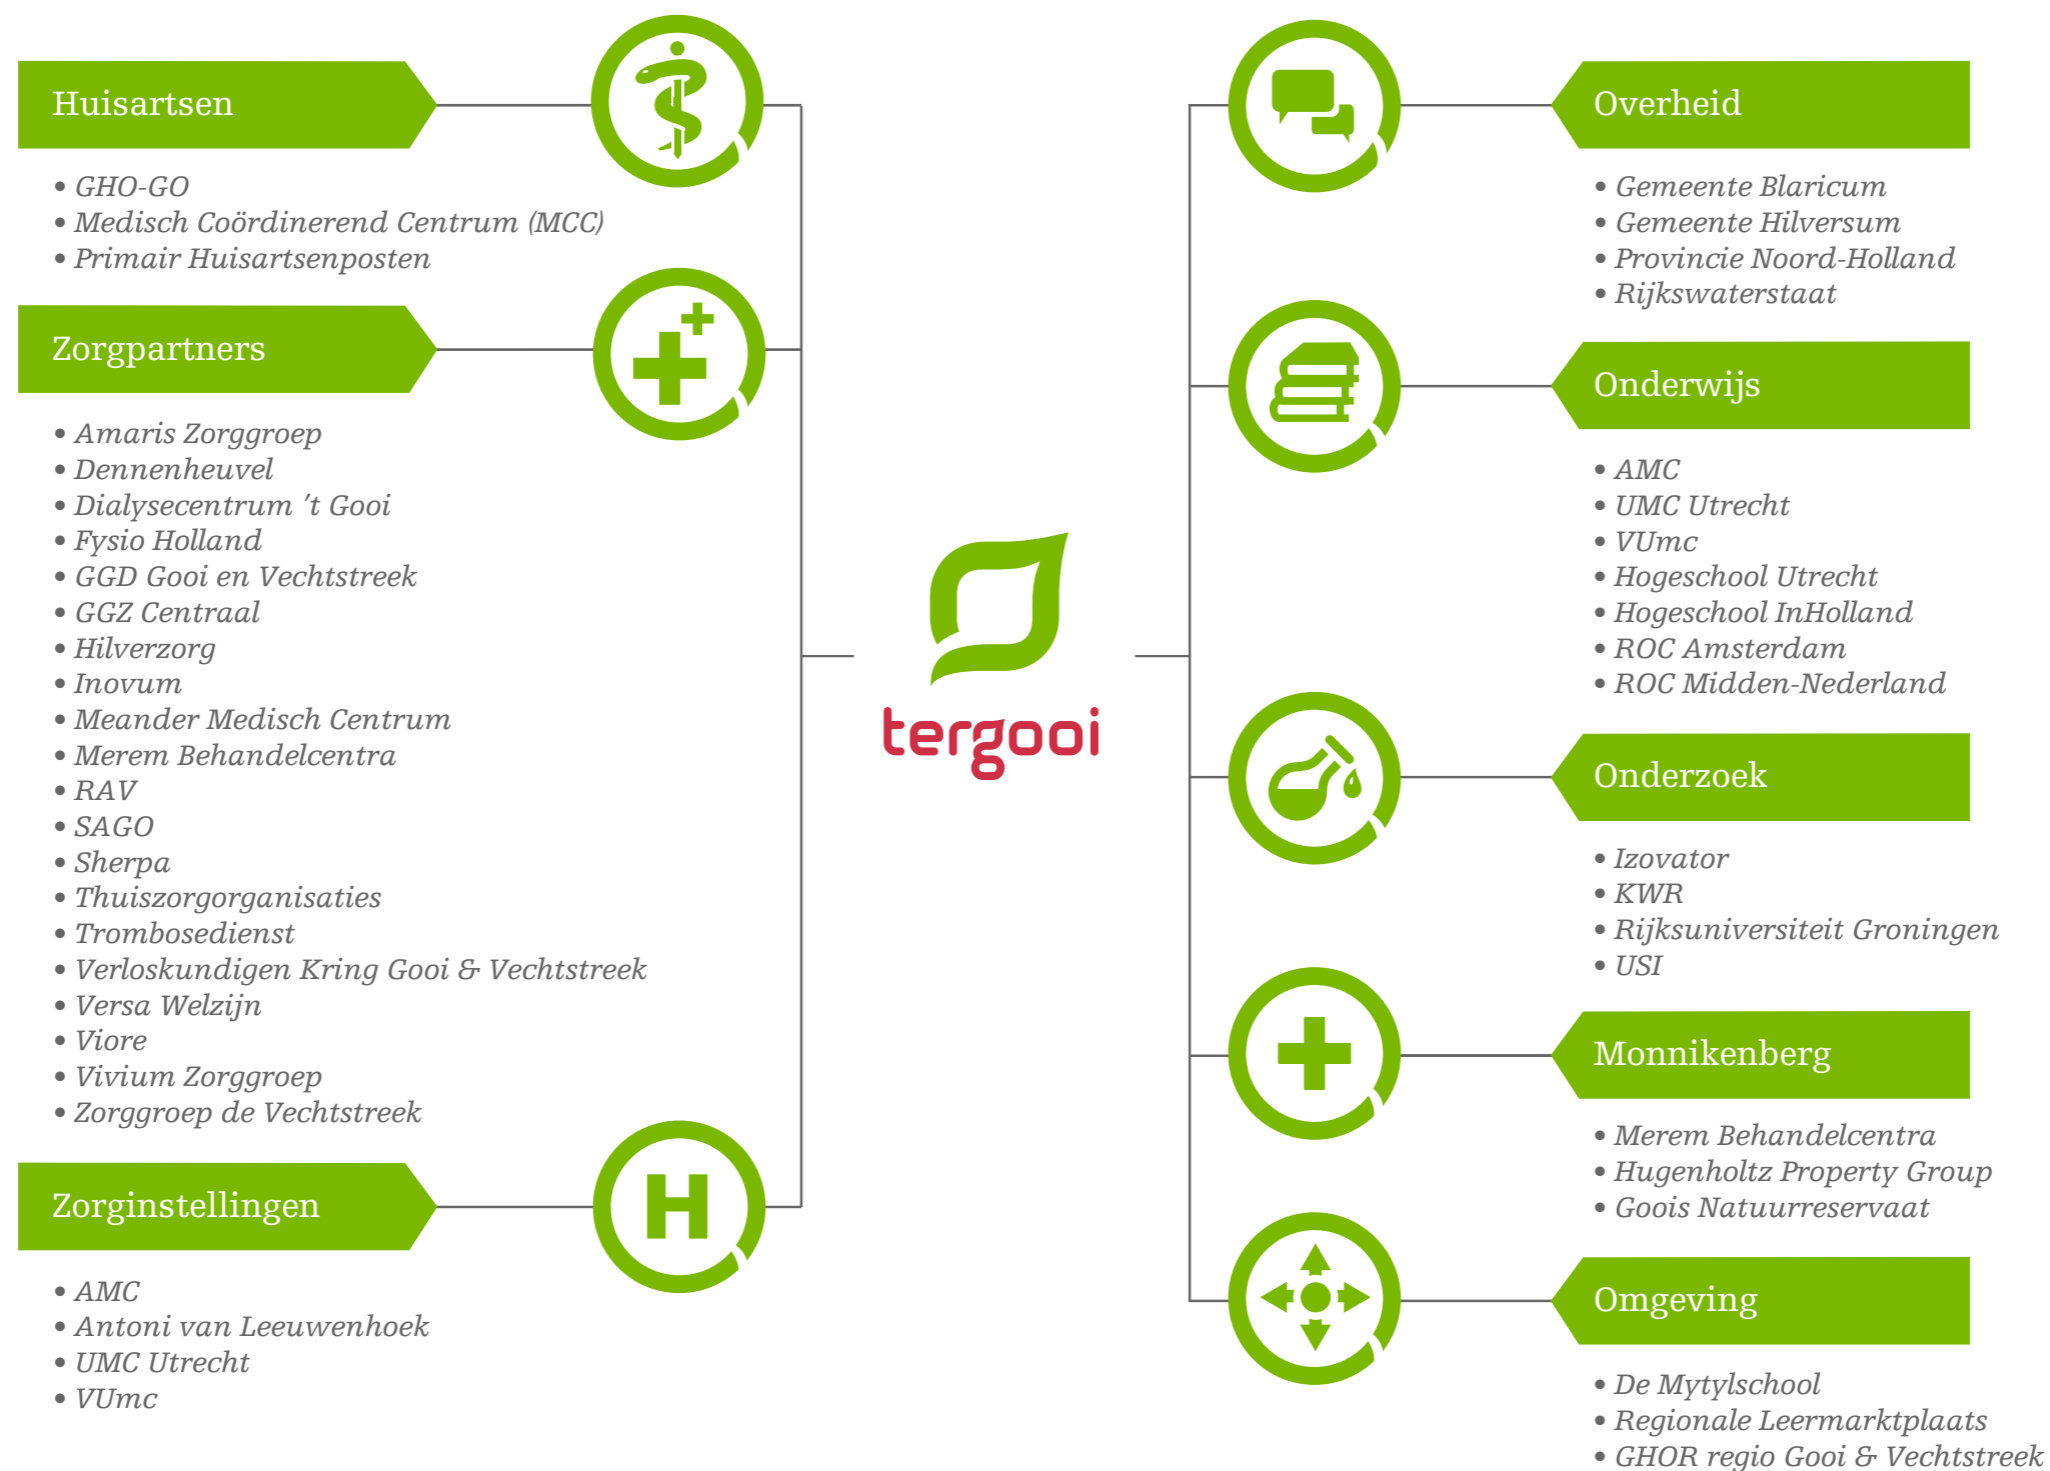 Huisartsen
• GHO-GO
• Medisch Coördinerend Centrum (MCC)
• Primair Huisartsenposten
Zorgpartners
• Amaris Zorggroep
• Dennenheuvel
• Dialysecentrum 't Gooi
• Fysio Holland
• GGD Gooi en Vechtstreek
• GGZ Centraal
• Hilverzorg
• Inovum
• Meander Medisch Centrum
• Merem Behandelcentra
• RAV
• SAGO
• Sherpa
• Thuiszorgorganisaties
• Trombosedienst
• Verloskundigen Kring Gooi & Vechtstreek
• Versa Welzijn
• Viore
• Vivium Zorggroep
• Zorggroep de Vechtstreek
Zorginstellingen
• AMC
• Antoni van Leeuwenhoek
• UMC Utrecht
• VUmc
H
tergooi
Overheid
• Gemeente Blaricum
• Gemeente Hilversum
• Provincie Noord-Holland
• Rijkswaterstaat
Onderwijs
• AMC
• UMC Utrecht
• VUmc
• Hogeschool Utrecht
• Hogeschool InHolland
• ROC Amsterdam
• ROC Midden-Nederland
Onderzoek
• Izovator
• KWR
• Rijksuniversiteit Groningen
• USI
Monnikenberg
• Merem Behandelcentra
• Hugenholtz Property Group
• Goois Natuurreservaat
Omgeving
• De Mytylschool
• Regionale Leermarktplaats
• GHOR regio Gooi & Vechtstreek